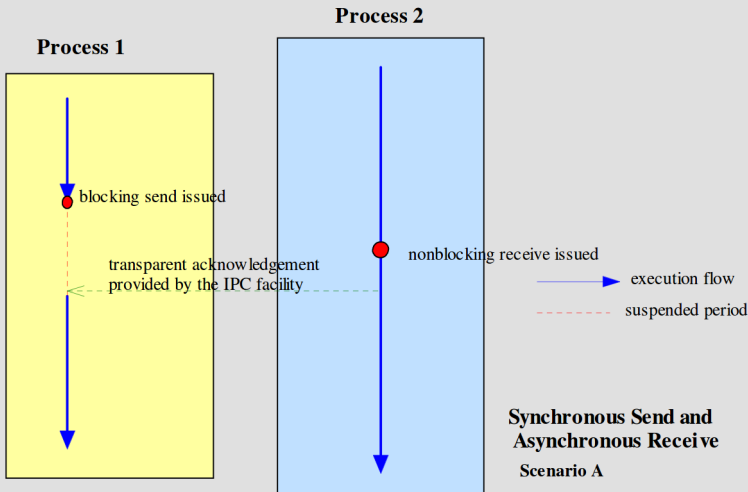 Process 2
Process 1
blocking send issued
nonblocking receive issued
transparent acknowledgement
provided by the IPC facility
execution flow
suspended period
Synchronous Send and
Asynchronous Receive
Scenario A